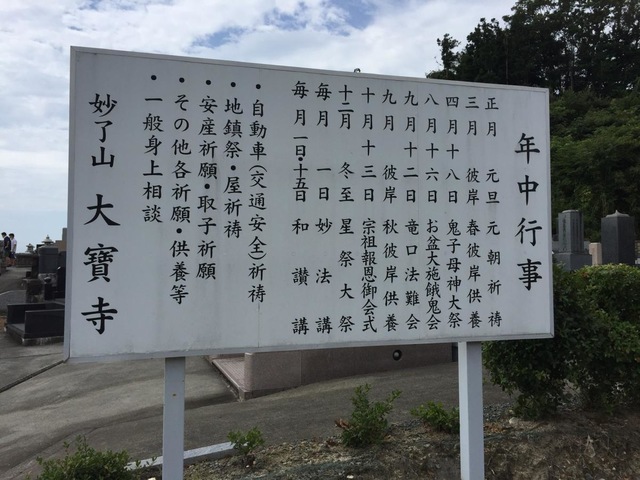 年中行事
正月 元旦 元朝祈祷
三月 彼岸 春彼岸供養
四月十八日 鬼子母神大祭
八月十六日 お盆大施餓鬼会
九月十二日 竜口法難会
九月 彼岸 秋彼岸供養
十月十三日 宗祖報恩御会式
十二月 冬至 星祭大祭
毎月 一日 妙法講
毎月一日・十五日 和讃講
・自動車(交通安全)祈祷
・地鎮祭・屋祈祷
・安産祈願・取子祈願
・その他各祈願・供養等
・一般身上相談
妙了山 大寶寺